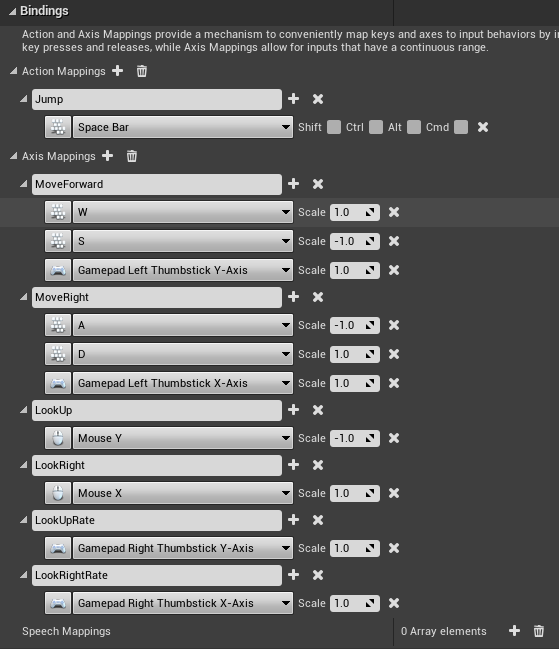 Bindings
Action and Axis Mappings provide a mechanism to conveniently map keys and axes to input behaviors by
key presses and releases, while Axis Mappings allow for inputs that have a continuous range.
Action Mappings
Jump
Space Bar Shift Ctrl Alt Cmd
Axis Mappings
MoveForward
W Scale 1.0
S Scale -1.0
Gamepad Left Thumbstick Y-Axis Scale 1.0
MoveRight
A Scale -1.0
D Scale 1.0
Gamepad Left Thumbstick X-Axis Scale 1.0
LookUp
Mouse Y Scale -1.0
LookRight
Mouse X Scale 1.0
LookUpRate
Gamepad Right Thumbstick Y-Axis Scale 1.0
LookRightRate
Gamepad Right Thumbstick X-Axis Scale 1.0
Speech Mappings 0 Array elements